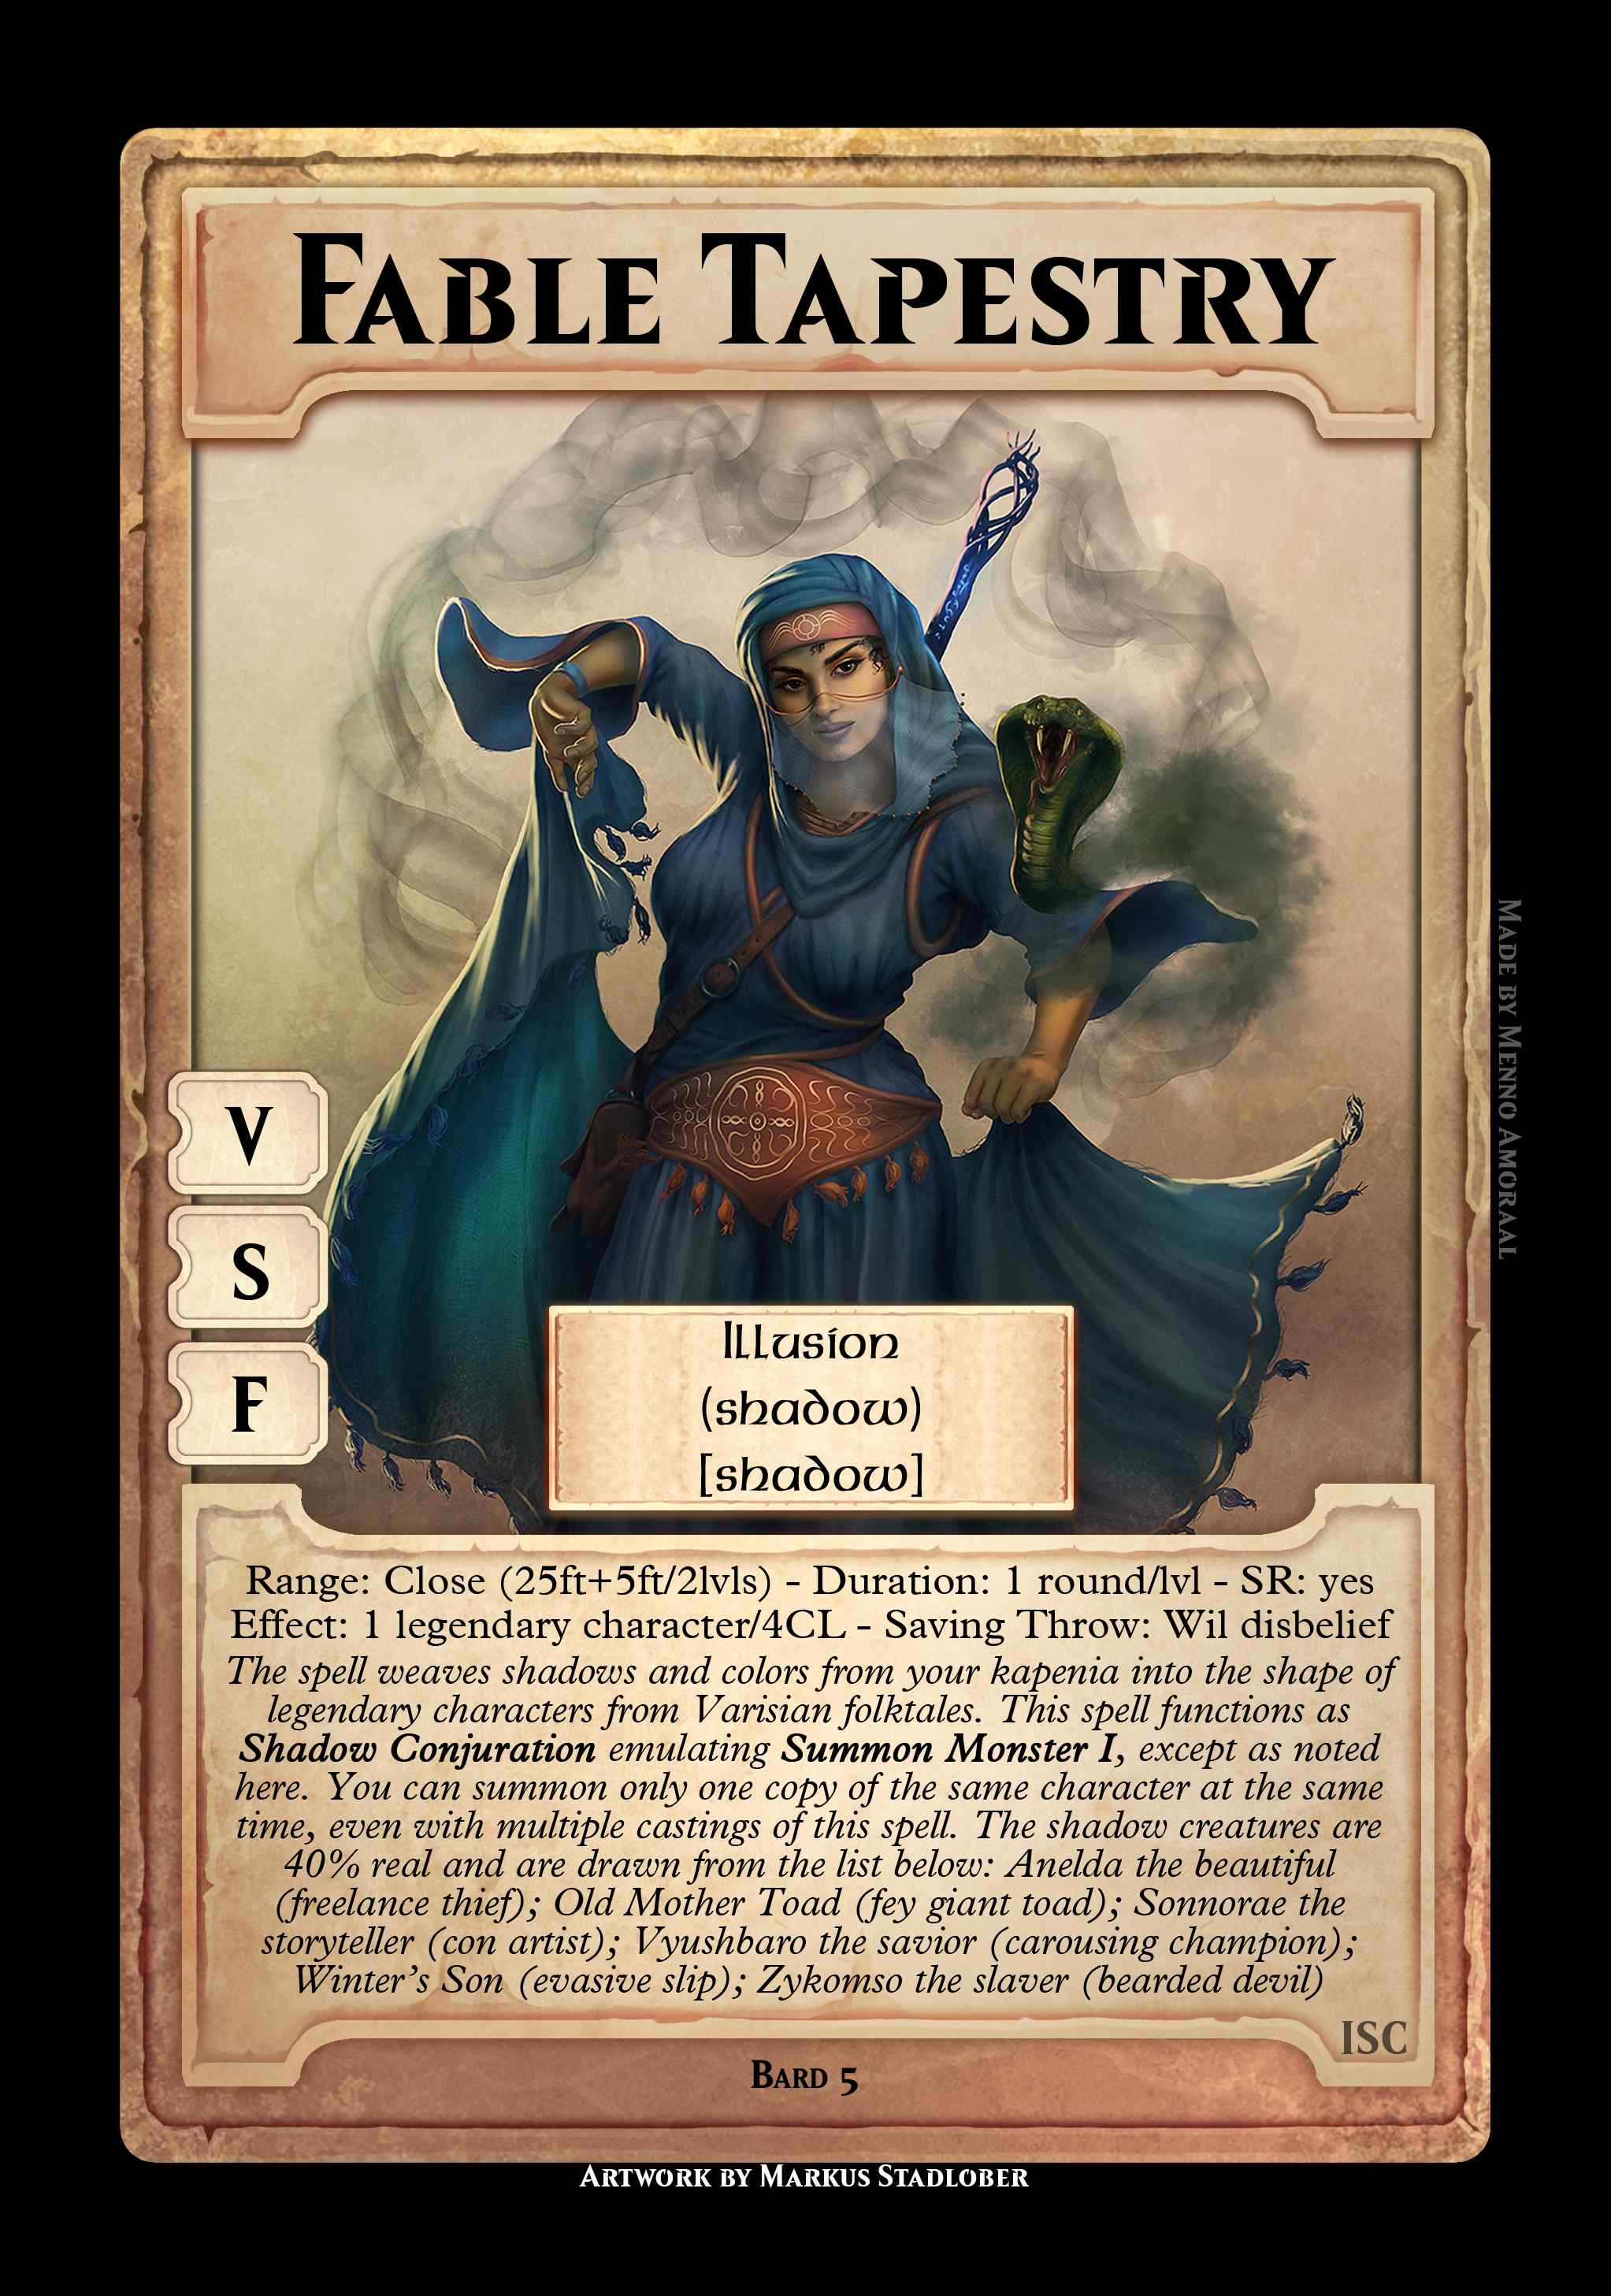 Fable Tapestry
V
S
F
Illusion
(shadow)
[shadow]
Range: Close (25ft+5ft/2lvls) - Duration: 1 round/lvl - SR: yes
Effect: 1 legendary character/4CL - Saving Throw: Wil disbelief
The spell weaves shadows and colors from your kapenia into the shape of
legendary characters from Varisian folktales. This spell functions as
Shadow Conjuration emulating Summon Monster I, except as noted
here. You can summon only one copy of the same character at the same
time, even with multiple castings of this spell. The shadow creatures are
40% real and are drawn from the list below: Anelda the beautiful
(freelance thief); Old Mother Toad (fey giant toad); Sonnorae the
storyteller (con artist); Vyushbaro the savior (carousing champion);
Winter's Son (evasive slip); Zykomso the slaver (bearded devil)
ISC
Bard 5
Artwork by Markus Stadlober
Made by Menno Amoraal